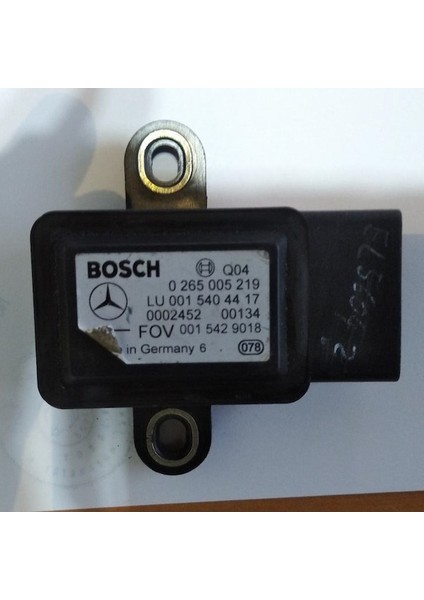 BOSCH Q04
0 265 005 219
LU 001 540 44 17
0002452 00134
FOV 001 542 9018
in Germany 6 078